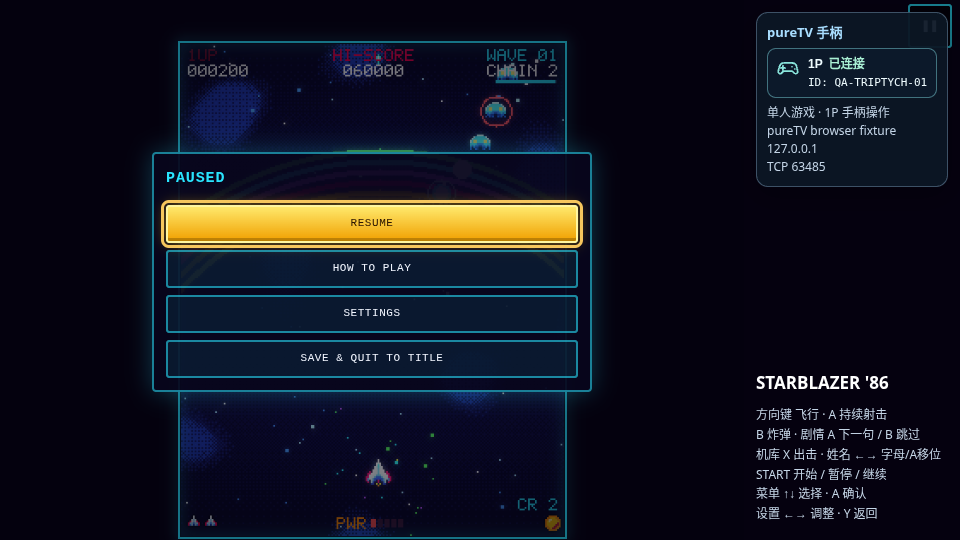 1UP
000200
HI-SCORE
060000
WAVE 01
CHAIN 2
PAUSED
RESUME
HOW TO PLAY
SETTINGS
SAVE & QUIT TO TITLE
PWR
CR 2
pureTV 手柄
1P 已连接
ID: QA-TRIPTYCH-01
单人游戏 · 1P 手柄操作
pureTV browser fixture
127.0.0.1
TCP 63485
STARBLAZER '86
方向键 飞行 · A 持续射击
B 炸弹 · 剧情 A 下一句 / B 跳过
机库 X 出击 · 姓名 ←→ 字母/A移位
START 开始 / 暂停 / 继续
菜单 ↑↓ 选择 · A 确认
设置 ←→ 调整 · Y 返回